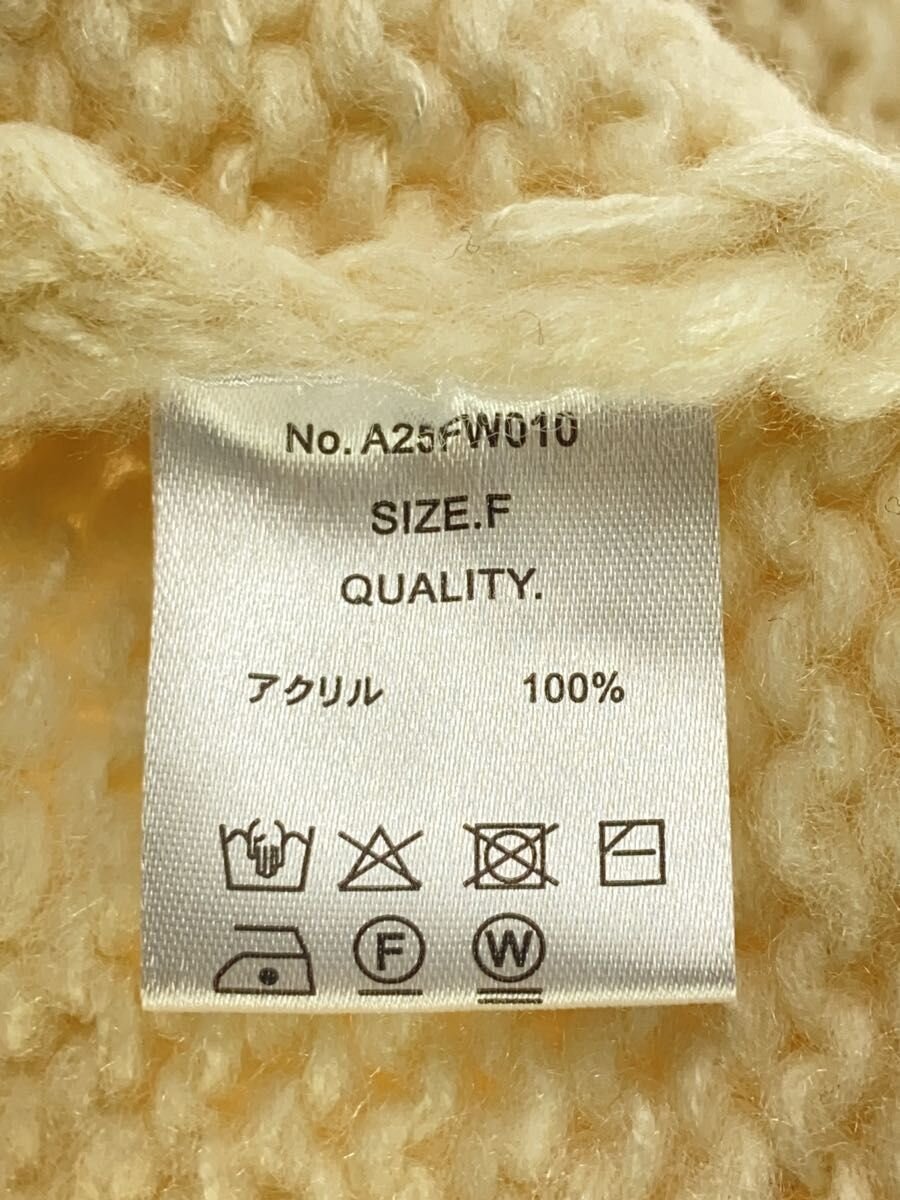 No. A25FW010
SIZE.F
QUALITY.
アクリル 100%
F W